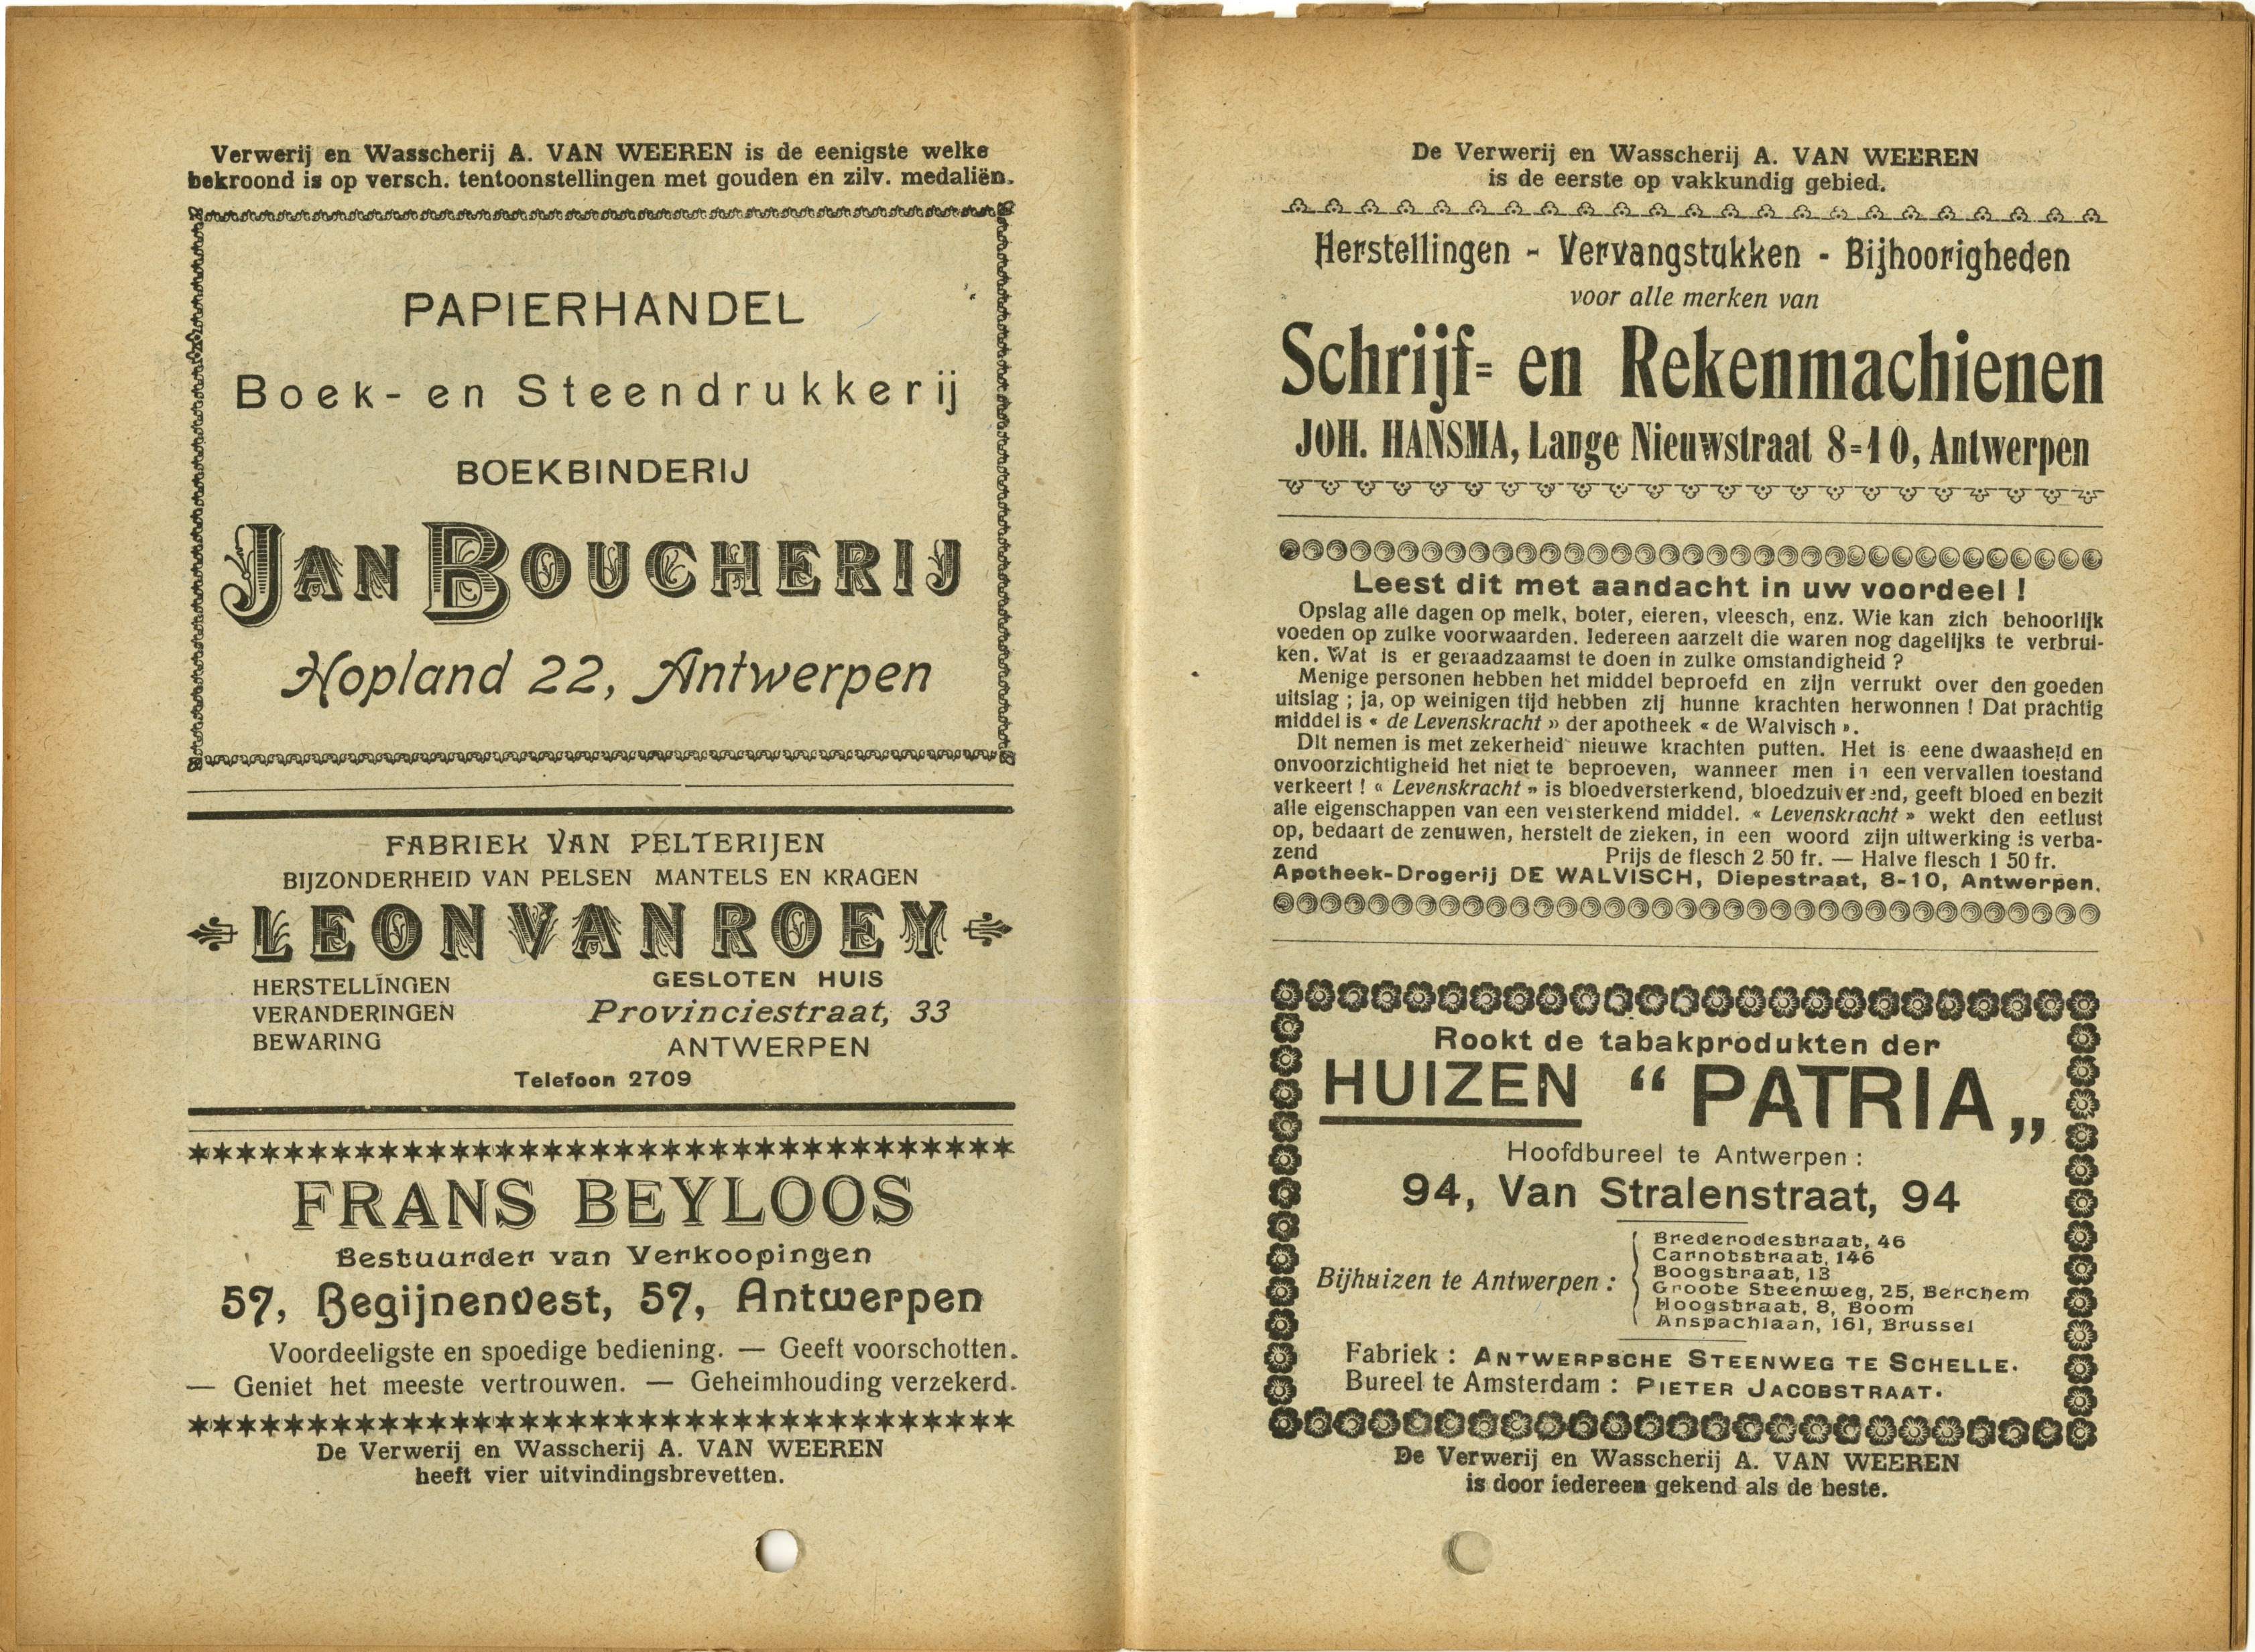 Verwerij en Wasscherij A. VAN WEEREN is de eenigste welke
bekroond is op versch. tentoonstellingen met gouden en zilv. medaliën.
PAPIERHANDEL
Boek- en Steendrukkerij
BOEKBINDERIJ
JAN BOUCHERIJ
Hopland 22, Antwerpen
FABRIEK VAN PELTERIJEN
BIJZONDERHEID VAN PELSEN MANTELS EN KRAGEN
LEON VAN ROEY
HERSTELLINGEN
VERANDERINGEN
BEWARING
GESLOTEN HUIS
Provinciestraat, 33
ANTWERPEN
Telefoon 2709
FRANS BEYLOOS
Bestuurder van Verkoopingen
57, Begijnenvest, 57, Antwerpen
Voordeeligste en spoedige bediening. — Geeft voorschotten.
— Geniet het meeste vertrouwen. — Geheimhouding verzekerd.
De Verwerij en Wasscherij A. VAN WEEREN
heeft vier uitvindingsbrevetten.
De Verwerij en Wasscherij A. VAN WEEREN
is de eerste op vakkundig gebied.
Herstellingen - Vervangstukken - Bijhoorigheden
voor alle merken van
Schrijf= en Rekenmachienen
JOH. HANSMA, Lange Nieuwstraat 8=10, Antwerpen
Leest dit met aandacht in uw voordeel !
Opslag alle dagen op melk, boter, eieren, vleesch, enz. Wie kan zich behoorlijk
voeden op zulke voorwaarden. Iedereen aarzelt die waren nog dagelijks te verbrui-
ken. Wat is er geraadzaamst te doen in zulke omstandigheid ?
Menige personen hebben het middel beproefd en zijn verrukt over den goeden
uitslag ; ja, op weinigen tijd hebben zij hunne krachten herwonnen ! Dat prachtig
middel is « de Levenskracht » der apotheek « de Walvisch ».
Dit nemen is met zekerheid nieuwe krachten putten. Het is eene dwaasheid en
onvoorzichtigheid het niet te beproeven, wanneer men in een vervallen toestand
verkeert ! « Levenskracht » is bloedversterkend, bloedzuiverend, geeft bloed en bezit
alle eigenschappen van een versterkend middel. « Levenskracht » wekt den eetlust
op, bedaart de zenuwen, herstelt de zieken, in een woord zijn uitwerking is verba-
zend Prijs de flesch 2 50 fr. — Halve flesch 1 50 fr.
Apotheek-Drogerij DE WALVISCH, Diepestraat, 8-10, Antwerpen.
Rookt de tabakprodukten der
HUIZEN “ PATRIA „
Hoofdbureel te Antwerpen :
94, Van Stralenstraat, 94
Bijhuizen te Antwerpen :
Brederodestraat, 46
Carnotstraat, 146
Boogstraat, 13
Groote Steenweg, 25, Berchem
Hoogstraat, 8, Boom
Anspachlaan, 161, Brussel
Fabriek : ANTWERPSCHE STEENWEG TE SCHELLE.
Bureel te Amsterdam : PIETER JACOBSTRAAT.
De Verwerij en Wasscherij A. VAN WEEREN
is door iedereen gekend als de beste.